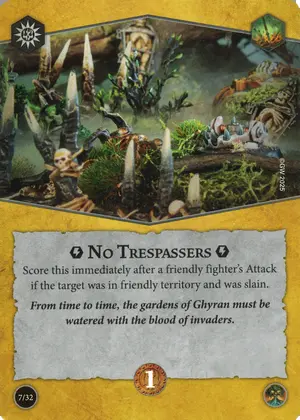 ©GW 2025
No Trespassers
Score this immediately after a friendly fighter's Attack
if the target was in friendly territory and was slain.
From time to time, the gardens of Ghyran must be
watered with the blood of invaders.
7/32
1